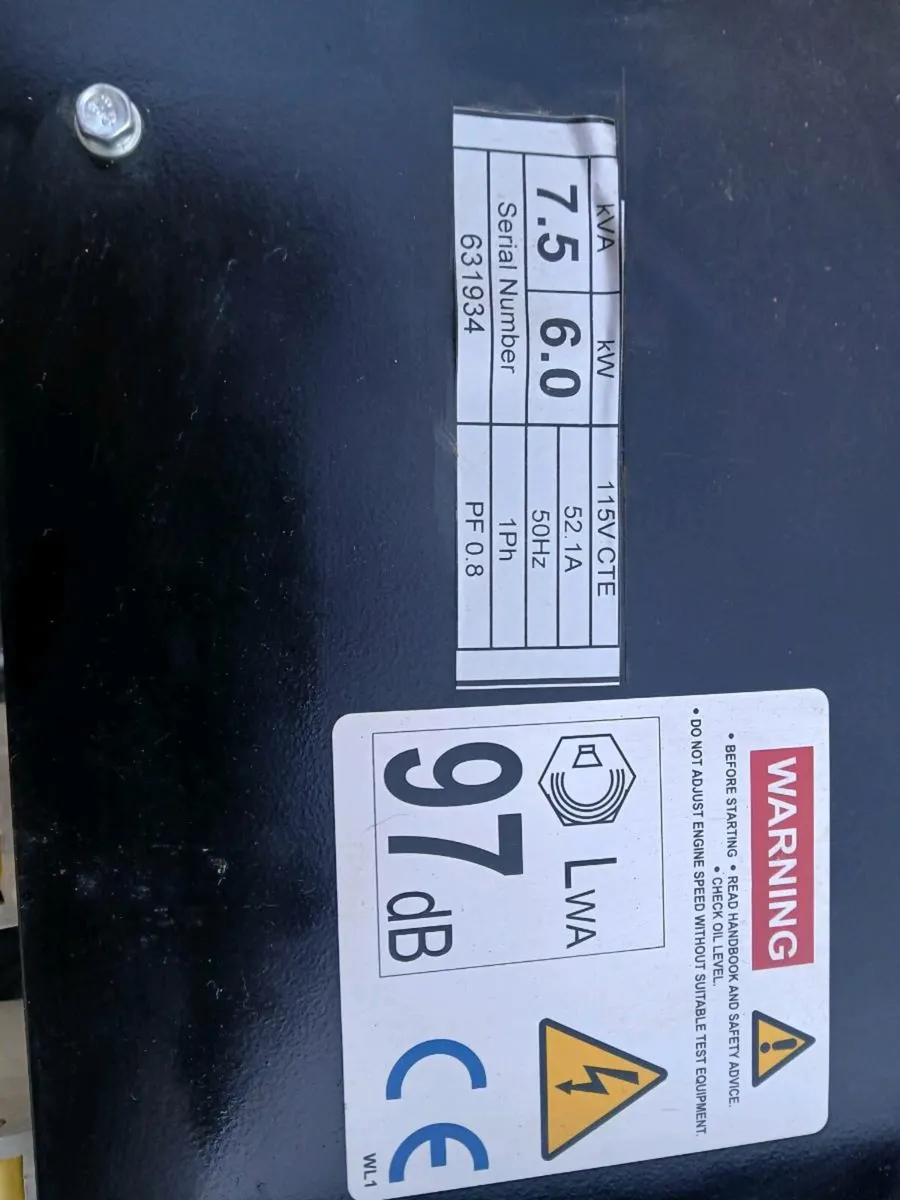 kVA kW 115V CTE
7.5 6.0 52.1A
50Hz
Serial Number 1Ph
631934 PF 0.8
WARNING
• BEFORE STARTING • READ HANDBOOK AND SAFETY ADVICE.
• CHECK OIL LEVEL.
• DO NOT ADJUST ENGINE SPEED WITHOUT SUITABLE TEST EQUIPMENT.
LWA
97 dB
CE
WL1